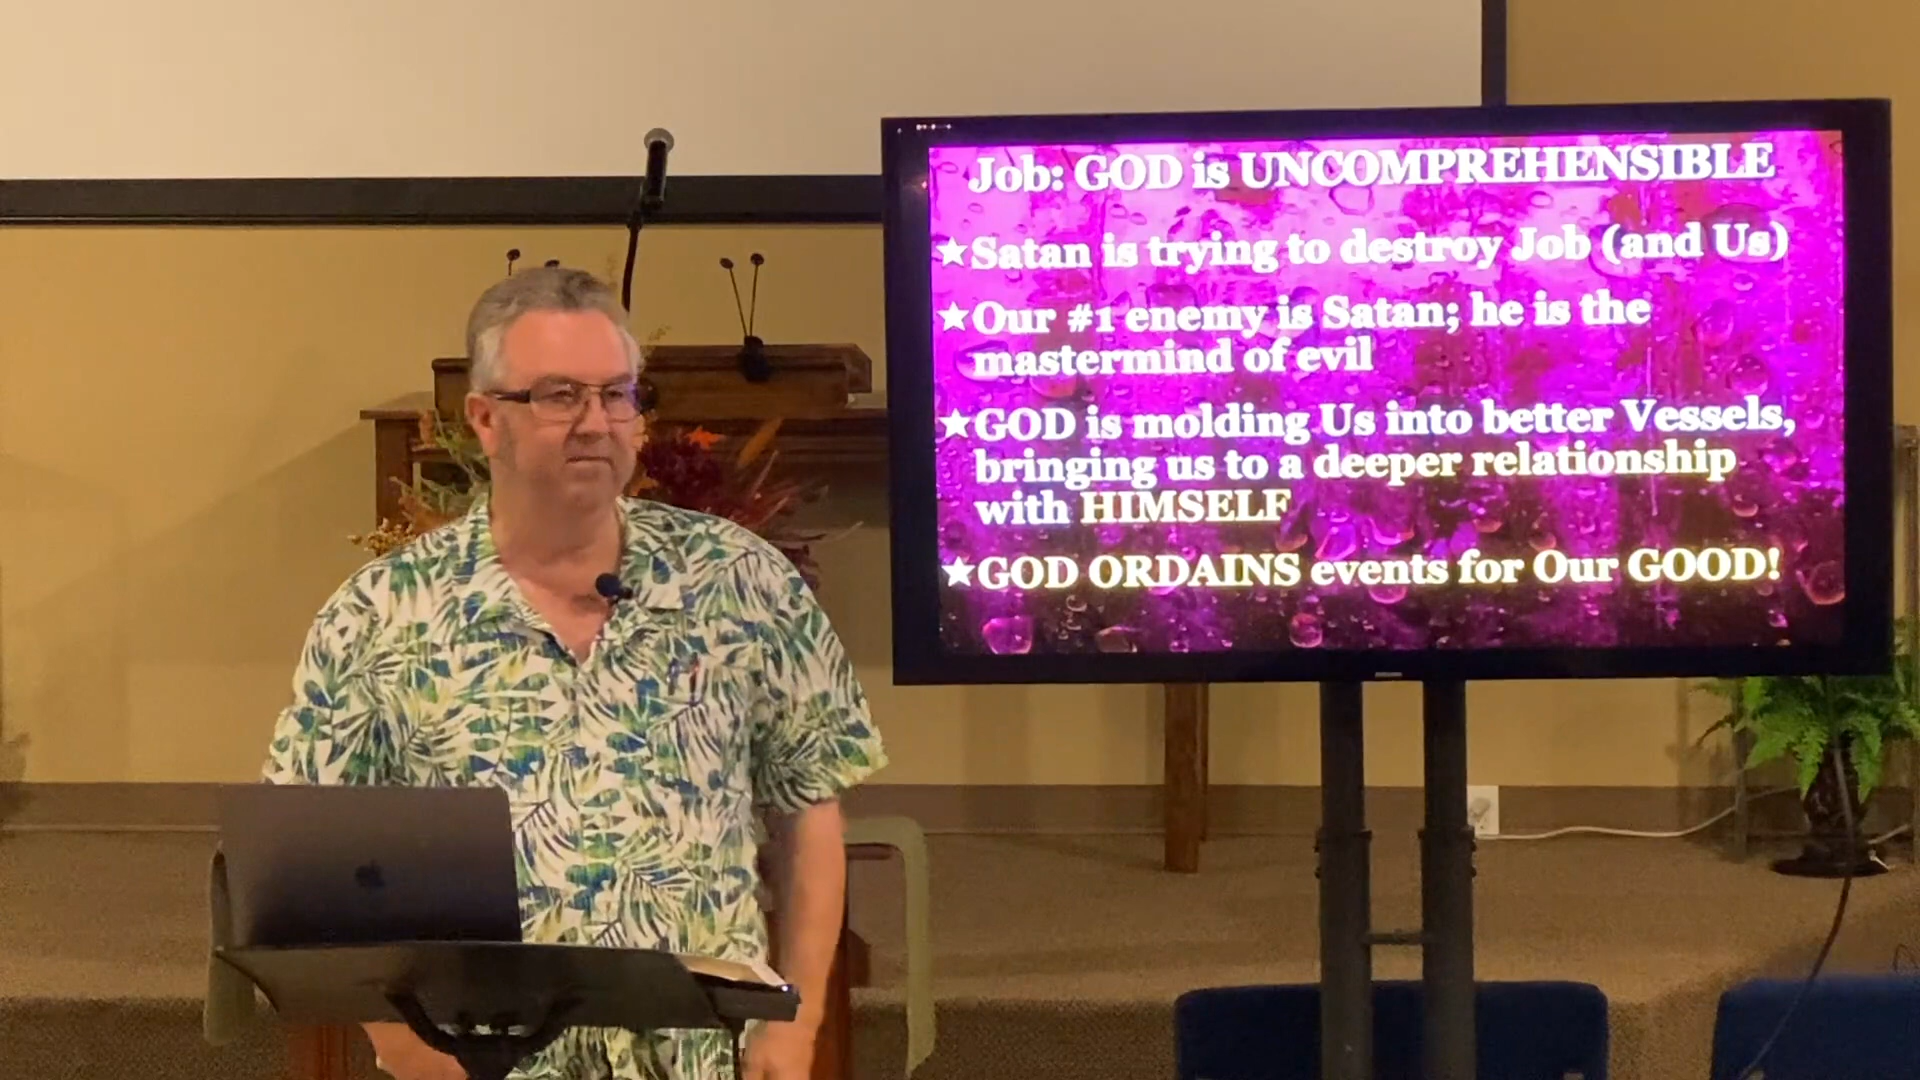 Job: GOD is UNCOMPREHENSIBLE
★Satan is trying to destroy Job (and Us)
★Our #1 enemy is Satan; he is the
mastermind of evil
★GOD is molding Us into better Vessels,
bringing us to a deeper relationship
with HIMSELF
★GOD ORDAINS events for Our GOOD!